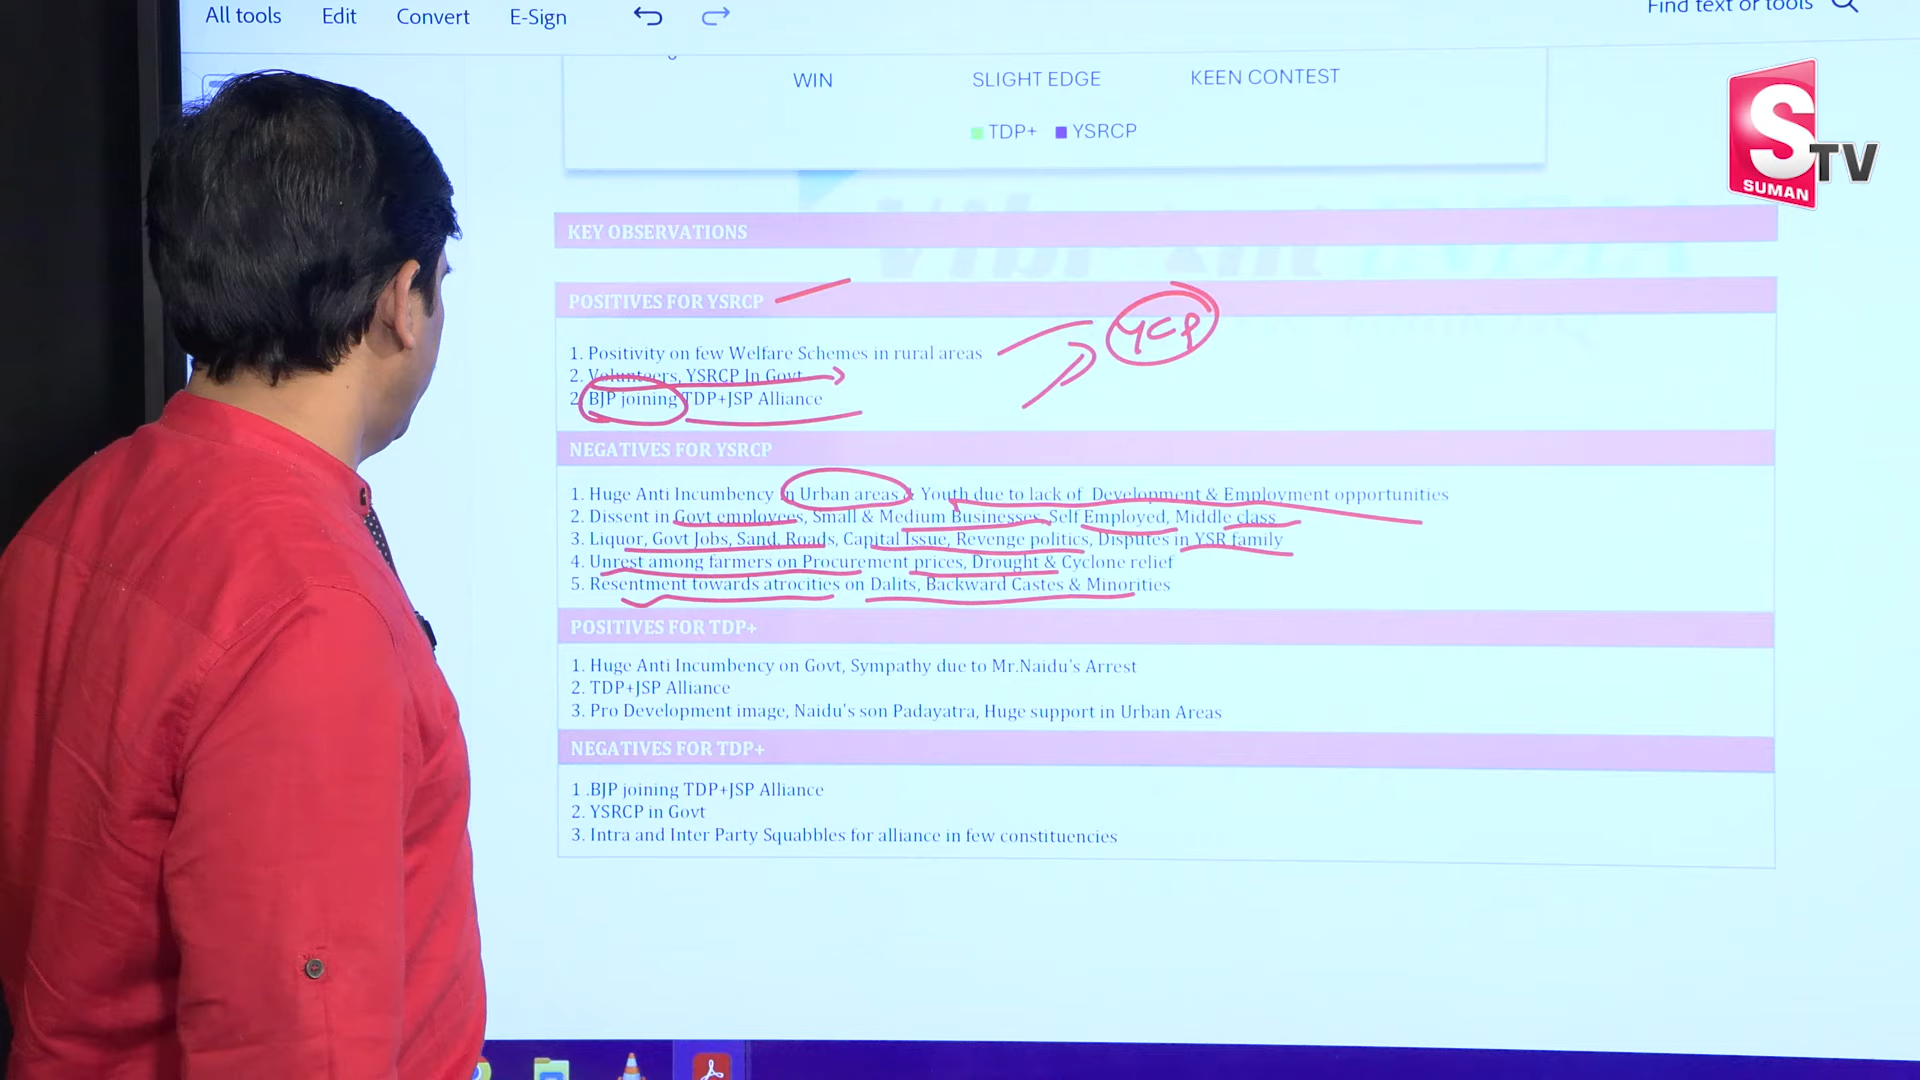 All tools Edit Convert E-Sign Find text or tools
WIN SLIGHT EDGE KEEN CONTEST
TDP+ YSRCP
S TV
SUMAN
KEY OBSERVATIONS
POSITIVES FOR YSRCP
YCP
1. Positivity on few Welfare Schemes in rural areas
2. Volunteers, YSRCP In Govt
2. BJP joining TDP+JSP Alliance
NEGATIVES FOR YSRCP
1. Huge Anti Incumbency in Urban areas & Youth due to lack of Development & Employment opportunities
2. Dissent in Govt employees, Small & Medium Businesses, Self Employed, Middle class
3. Liquor, Govt Jobs, Sand, Roads, Capital Issue, Revenge politics, Disputes in YSR family
4. Unrest among farmers on Procurement prices, Drought & Cyclone relief
5. Resentment towards atrocities on Dalits, Backward Castes & Minorities
POSITIVES FOR TDP+
1. Huge Anti Incumbency on Govt, Sympathy due to Mr.Naidu's Arrest
2. TDP+JSP Alliance
3. Pro Development image, Naidu's son Padayatra, Huge support in Urban Areas
NEGATIVES FOR TDP+
1 .BJP joining TDP+JSP Alliance
2. YSRCP in Govt
3. Intra and Inter Party Squabbles for alliance in few constituencies